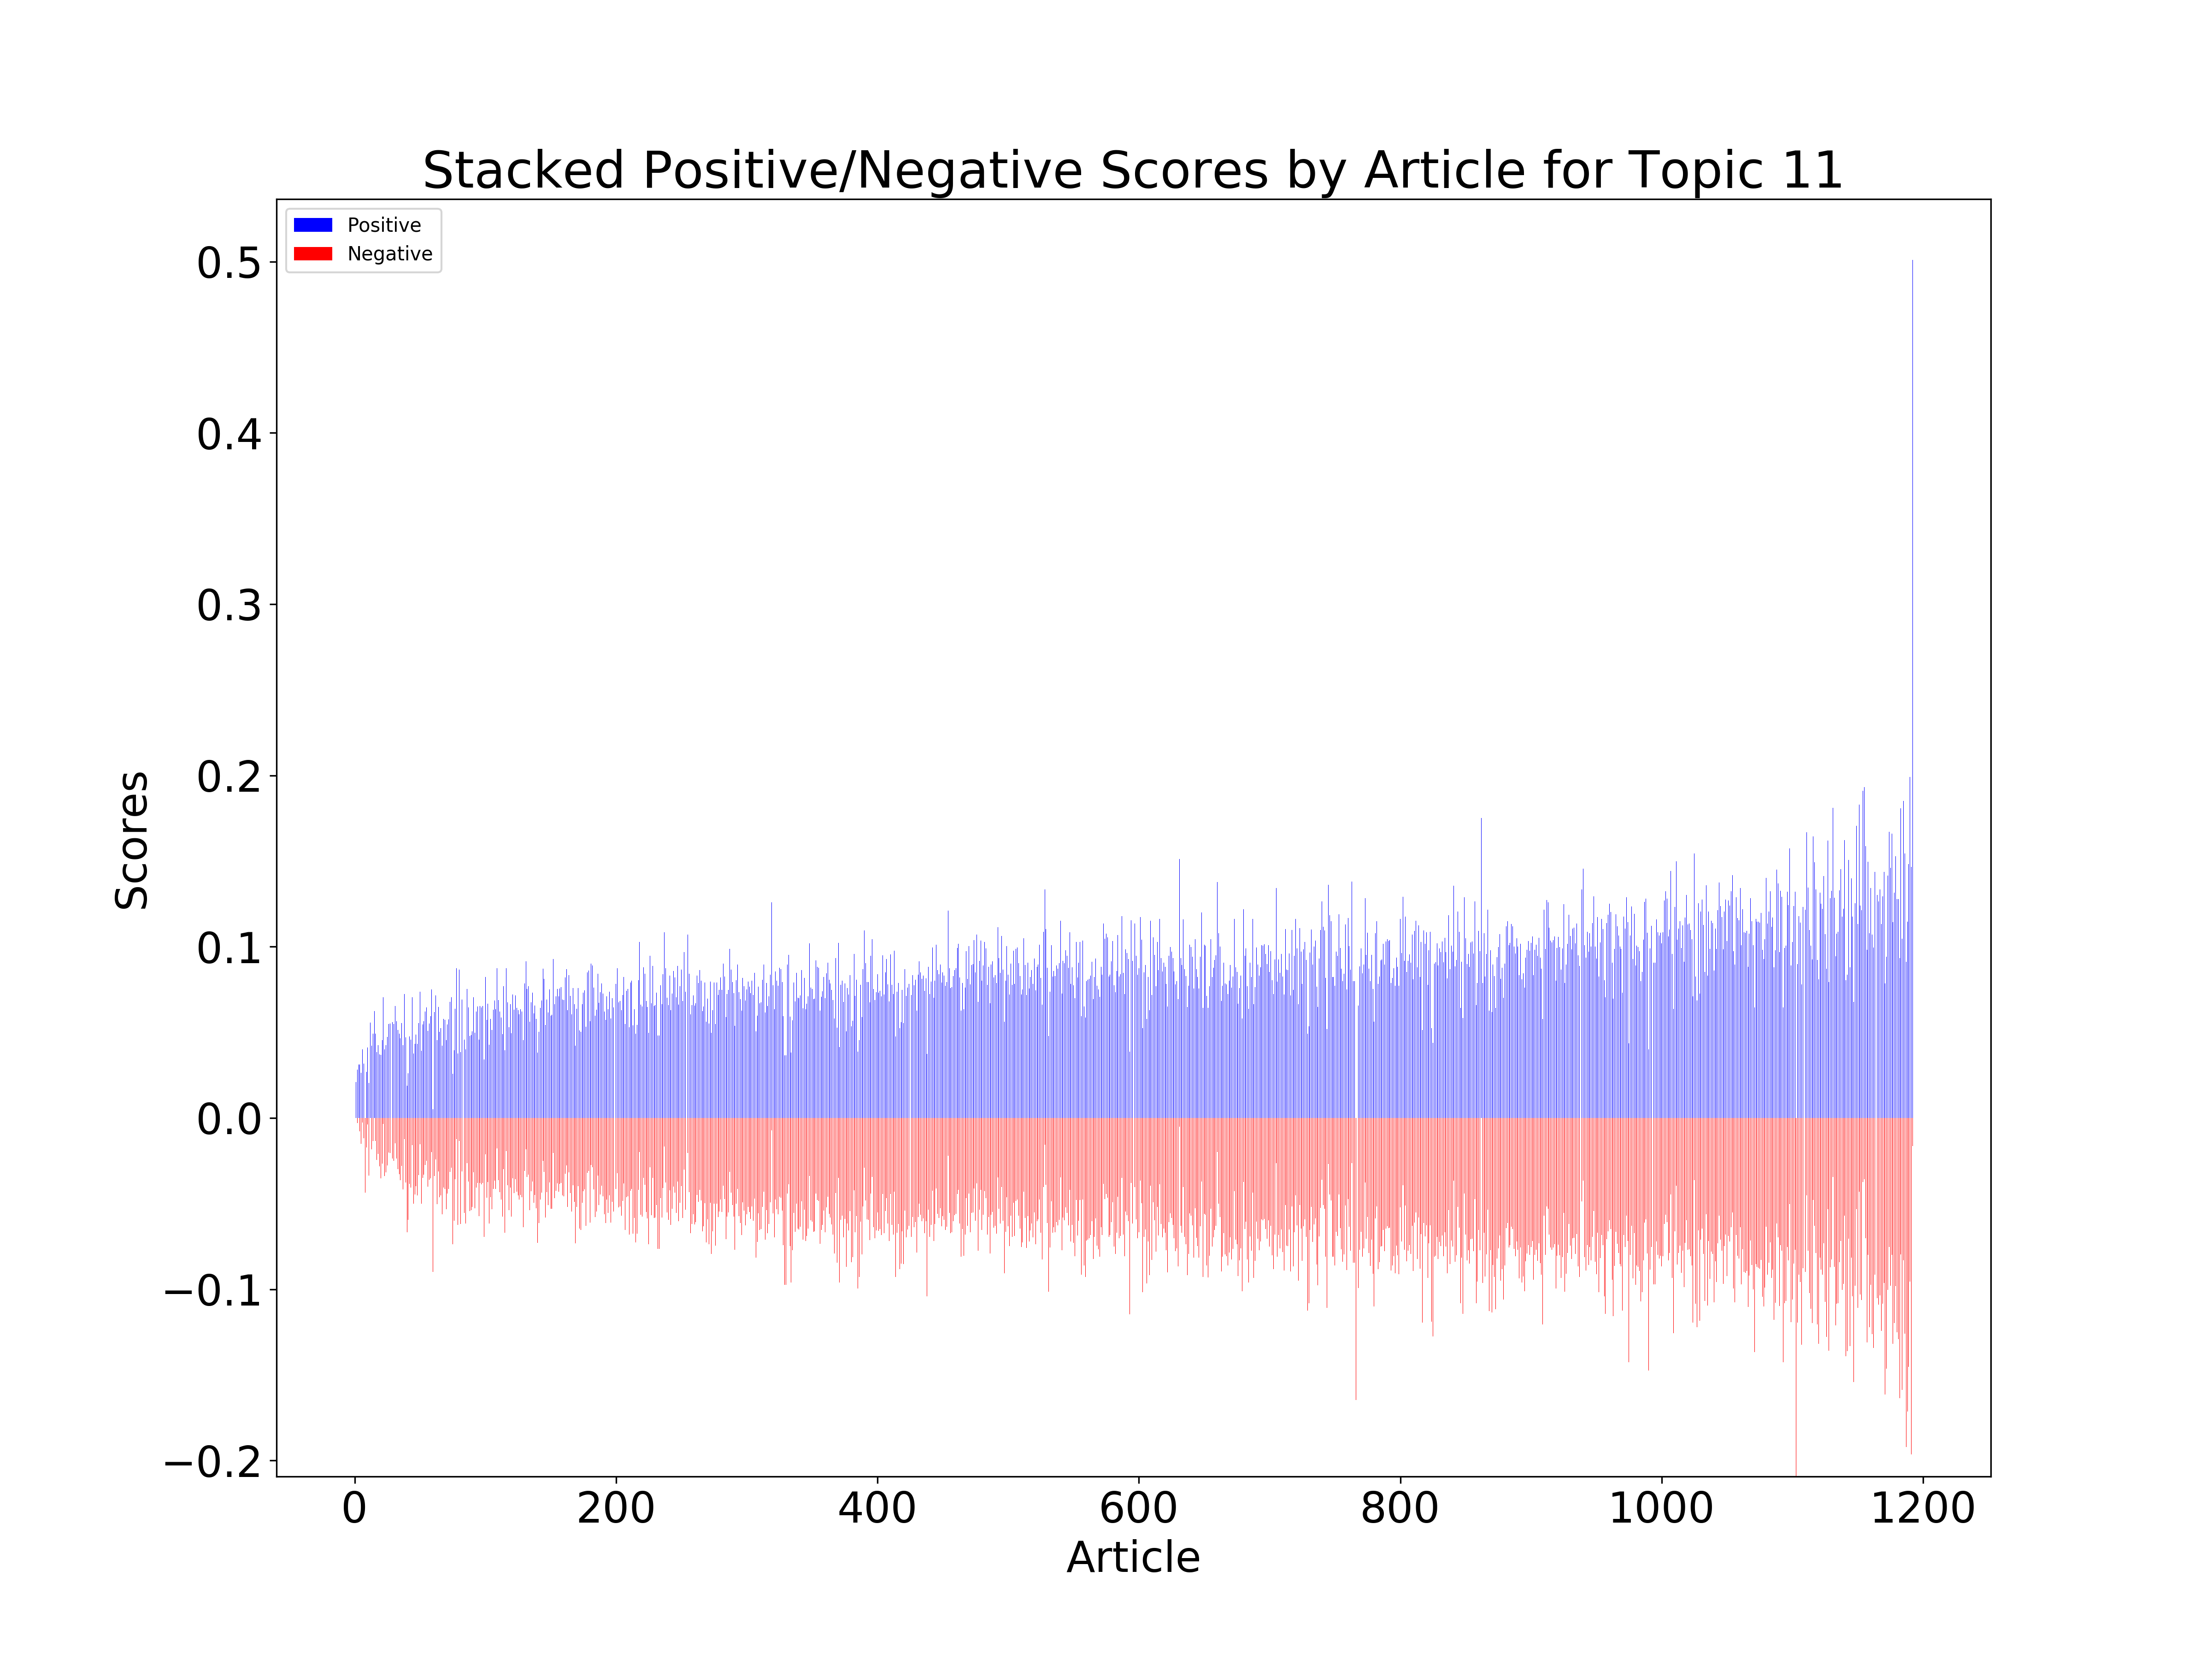 Stacked Positive/Negative Scores by Article for Topic 11
Positive
Negative
0.5
0.4
0.3
0.2
0.1
0.0
−0.1
−0.2
Scores
0 200 400 600 800 1000 1200
Article